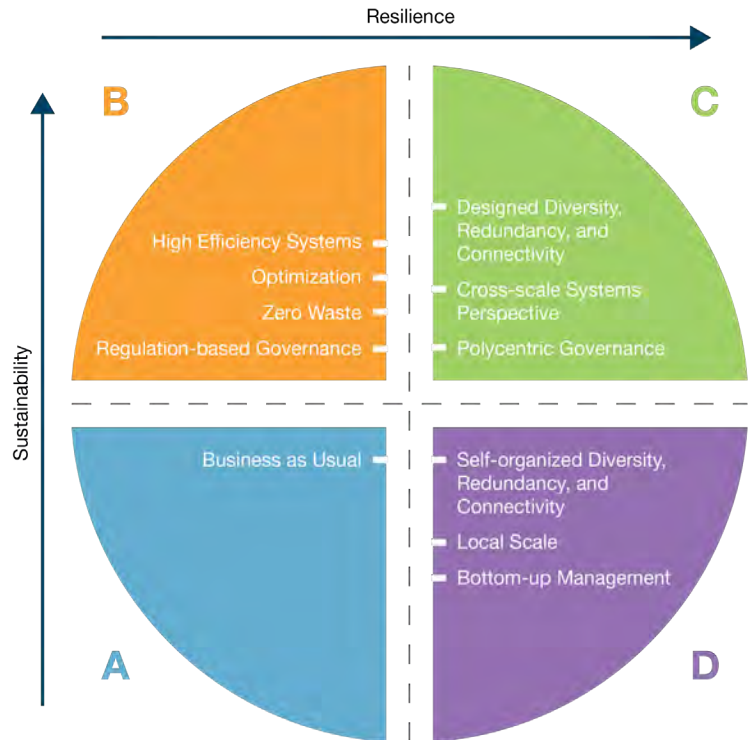 Resilience
Sustainability
B
High Efficiency Systems
Optimization
Zero Waste
Regulation-based Governance
C
Designed Diversity,
Redundancy, and
Connectivity
Cross-scale Systems
Perspective
Polycentric Governance
A
Business as Usual
D
Self-organized Diversity,
Redundancy, and
Connectivity
Local Scale
Bottom-up Management